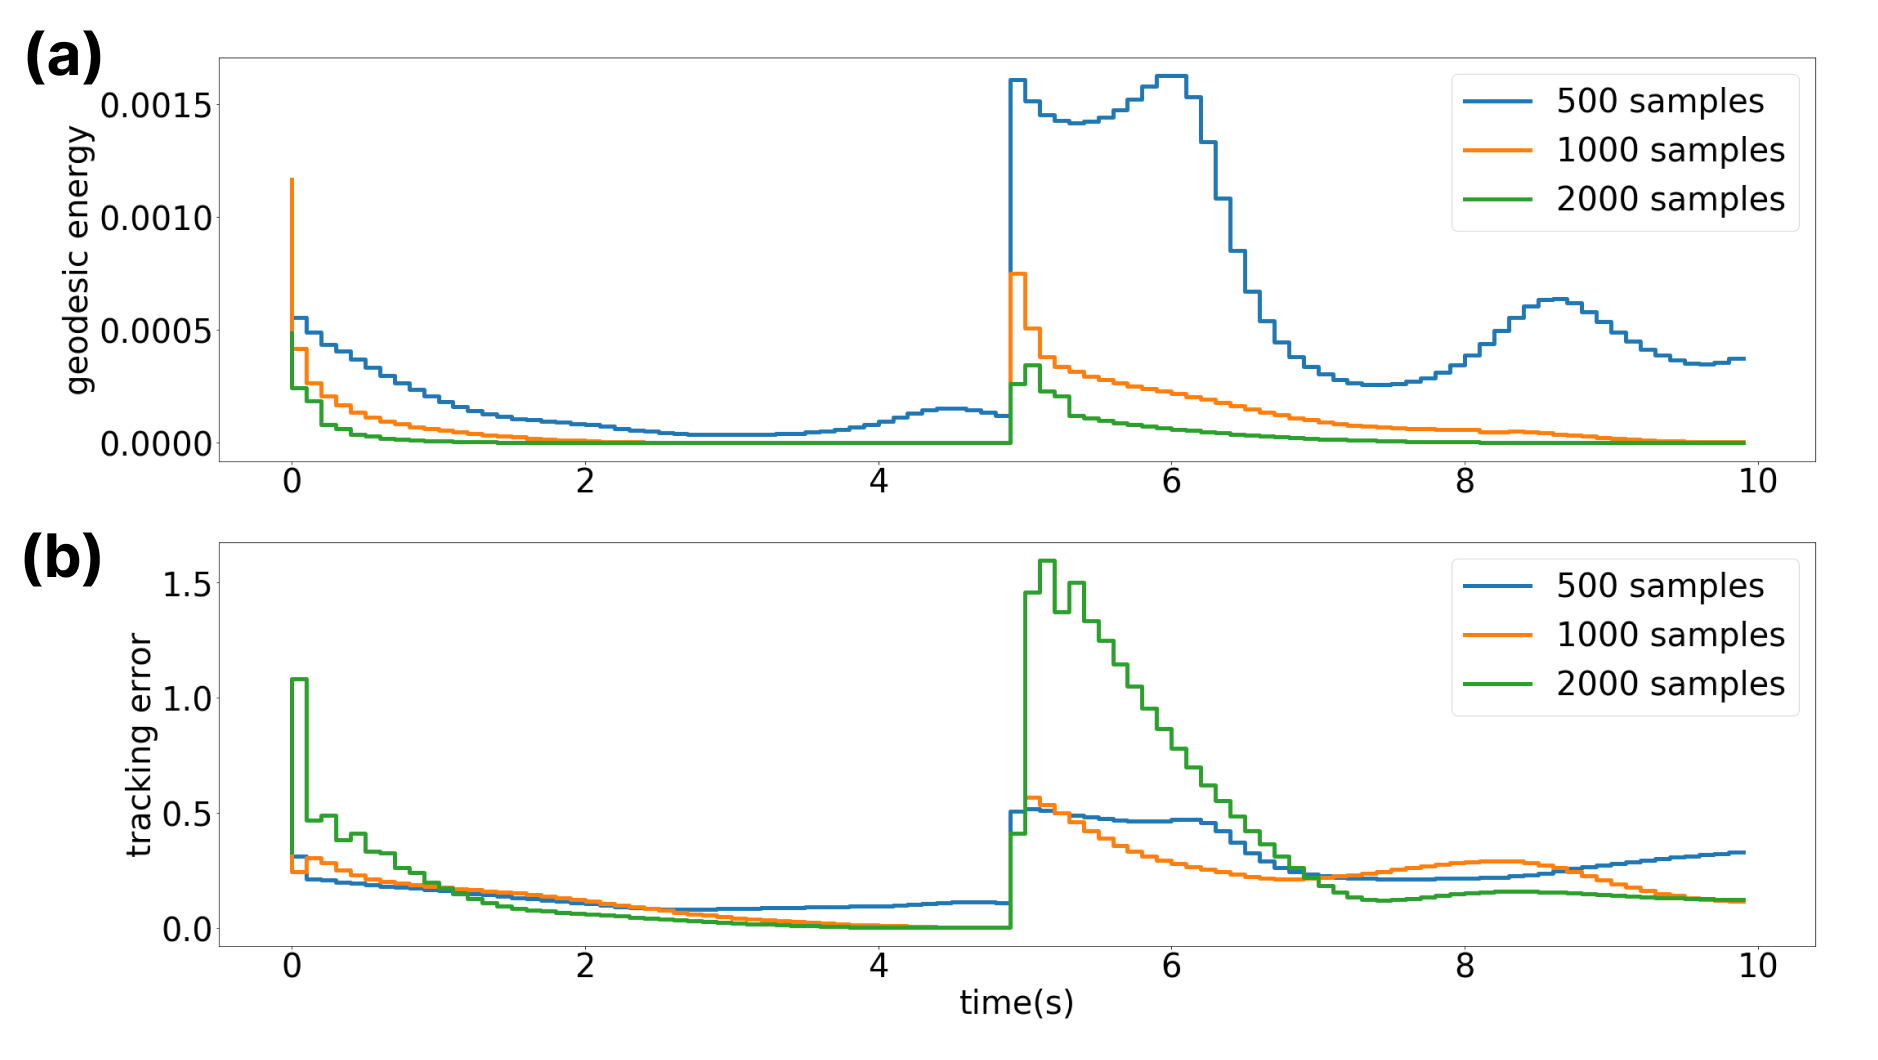 (a)
geodesic energy
0.0015
0.0010
0.0005
0.0000
500 samples
1000 samples
2000 samples
0 2 4 6 8 10
(b)
tracking error
1.5
1.0
0.5
0.0
500 samples
1000 samples
2000 samples
0 2 4 6 8 10
time(s)